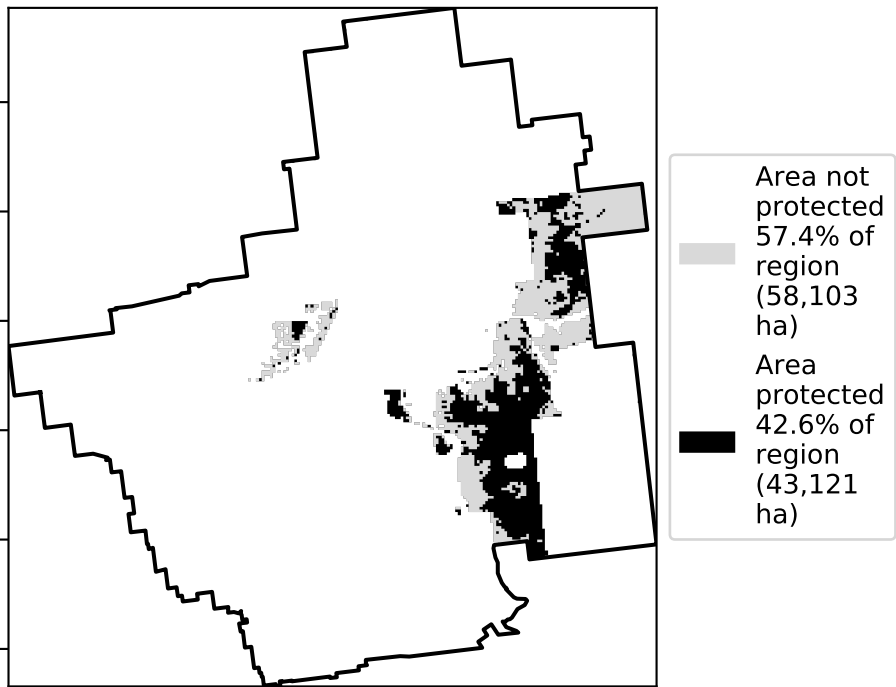 Area not
protected
57.4% of
region
(58,103
ha)
Area
protected
42.6% of
region
(43,121
ha)